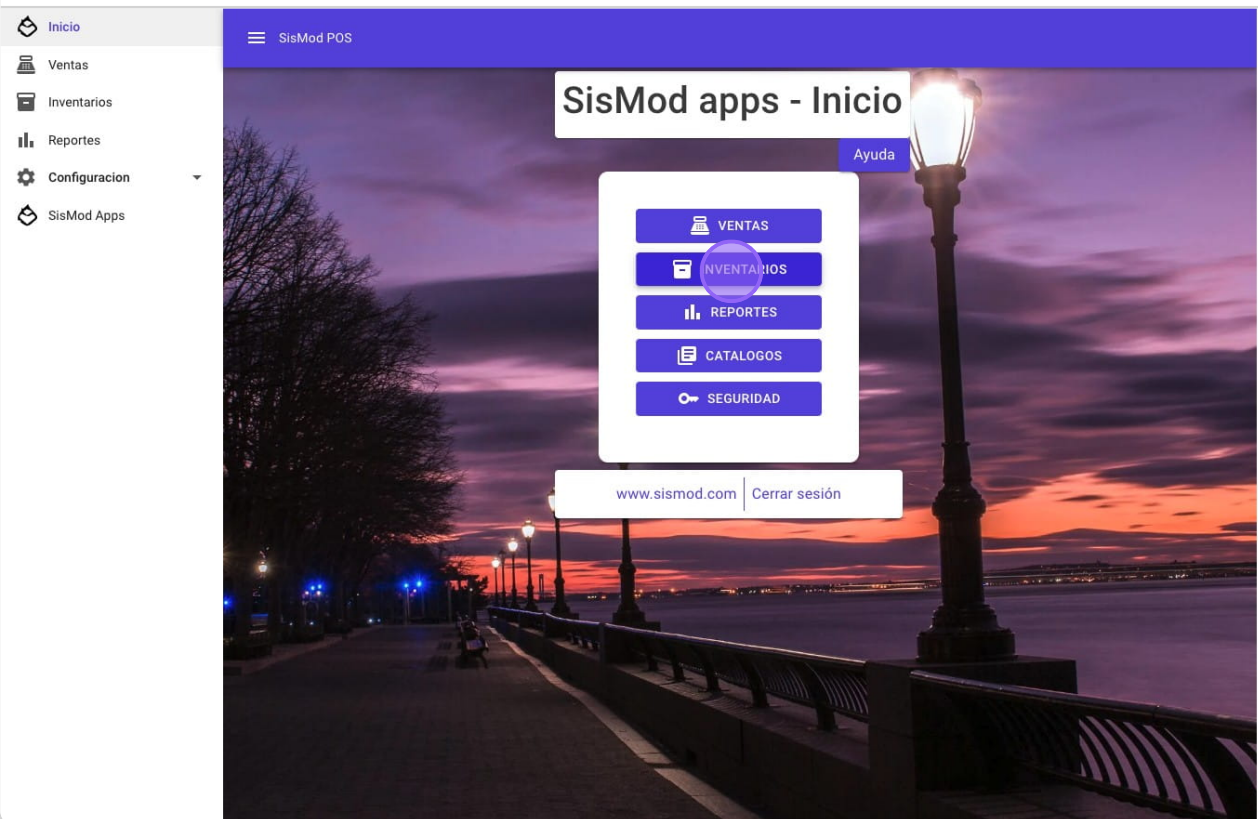 Inicio
Ventas
Inventarios
Reportes
Configuracion
SisMod Apps
SisMod POS
SisMod apps - Inicio
Ayuda
VENTAS
INVENTARIOS
REPORTES
CATALOGOS
SEGURIDAD
www.sismod.com
Cerrar sesión